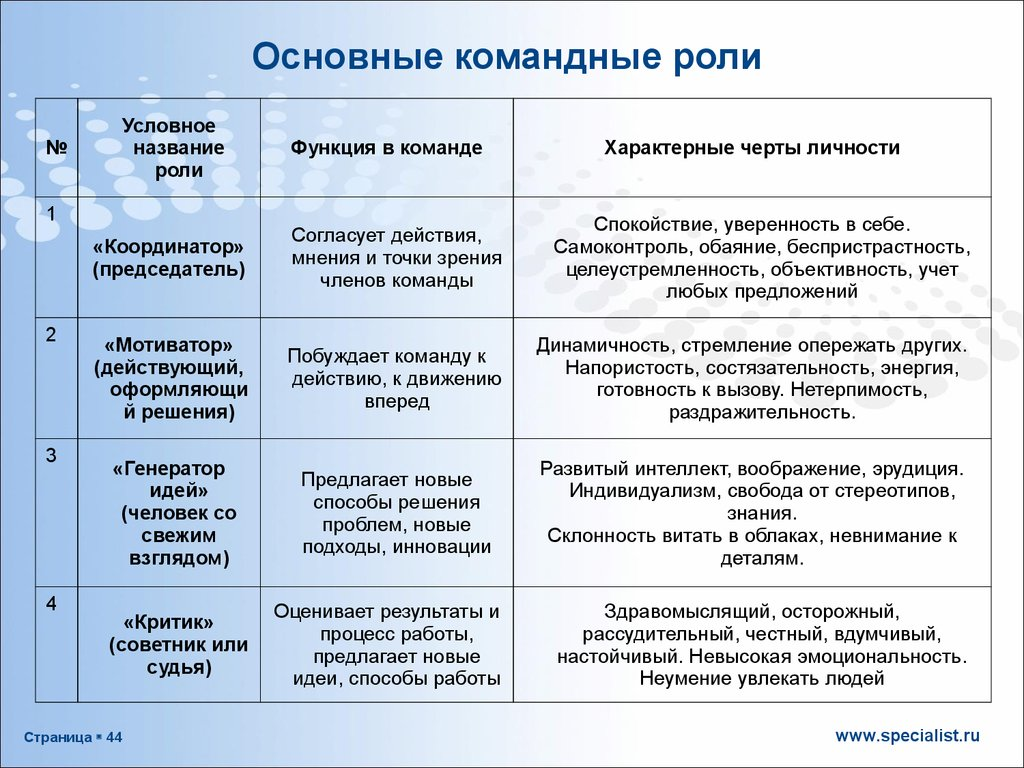 Основные командные роли
№
Условное
название
роли
Функция в команде
Характерные черты личности
1
«Координатор»
(председатель)
Согласует действия,
мнения и точки зрения
членов команды
Спокойствие, уверенность в себе.
Самоконтроль, обаяние, беспристрастность,
целеустремленность, объективность, учет
любых предложений
2
«Мотиватор»
(действующий,
оформляющи
й решения)
Побуждает команду к
действию, к движению
вперед
Динамичность, стремление опережать других.
Напористость, состязательность, энергия,
готовность к вызову. Нетерпимость,
раздражительность.
3
«Генератор
идей»
(человек со
свежим
взглядом)
Предлагает новые
способы решения
проблем, новые
подходы, инновации
Развитый интеллект, воображение, эрудиция.
Индивидуализм, свобода от стереотипов,
знания.
Склонность витать в облаках, невнимание к
деталям.
4
«Критик»
(советник или
судья)
Оценивает результаты и
процесс работы,
предлагает новые
идеи, способы работы
Здравомыслящий, осторожный,
рассудительный, честный, вдумчивый,
настойчивый. Невысокая эмоциональность.
Неумение увлекать людей
Страница ▪ 44
www.specialist.ru